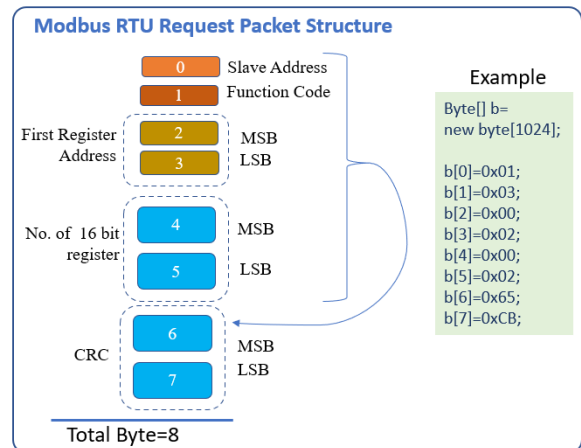 Modbus RTU Request Packet Structure
0 Slave Address
1 Function Code
First Register
Address
2 MSB
3 LSB
No. of 16 bit
register
4 MSB
5 LSB
CRC
6 MSB
7 LSB
Total Byte=8
Example
Byte[] b=
new byte[1024];
b[0]=0x01;
b[1]=0x03;
b[2]=0x00;
b[3]=0x02;
b[4]=0x00;
b[5]=0x02;
b[6]=0x65;
b[7]=0xCB;